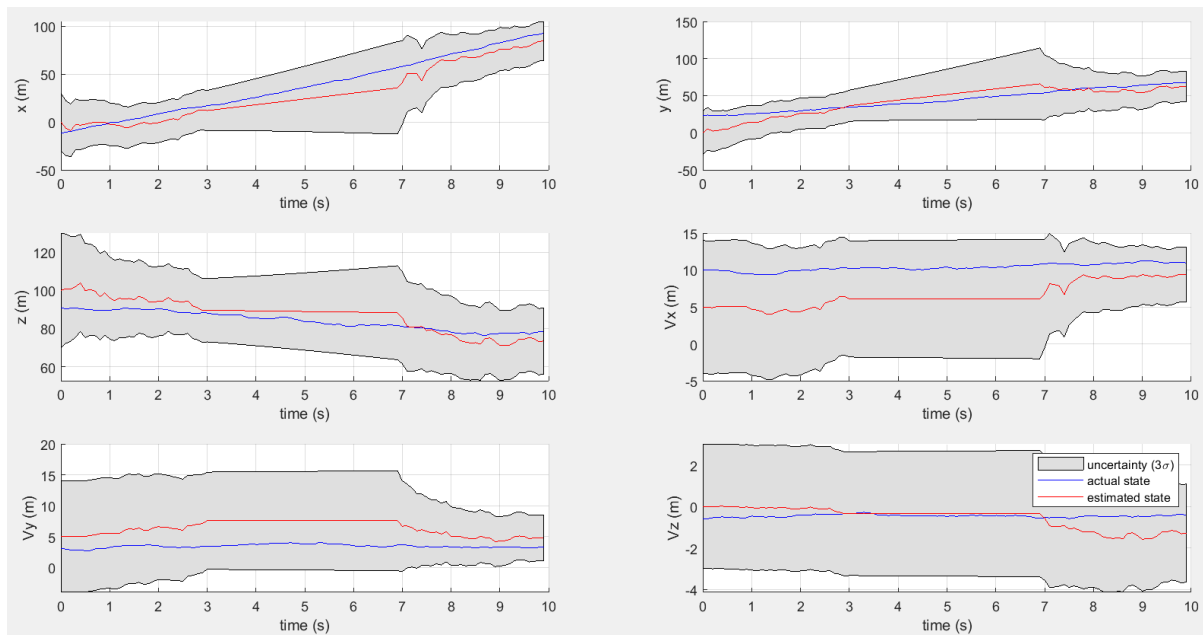 100
50
0
-50
x (m)
0 1 2 3 4 5 6 7 8 9 10
time (s)
150
100
50
0
-50
y (m)
0 1 2 3 4 5 6 7 8 9 10
time (s)
120
100
80
60
z (m)
0 1 2 3 4 5 6 7 8 9 10
time (s)
15
10
5
0
-5
Vx (m)
0 1 2 3 4 5 6 7 8 9 10
time (s)
20
15
10
5
0
Vy (m)
0 1 2 3 4 5 6 7 8 9 10
time (s)
2
0
-2
-4
Vz (m)
uncertainty (3σ)
actual state
estimated state
0 1 2 3 4 5 6 7 8 9 10
time (s)